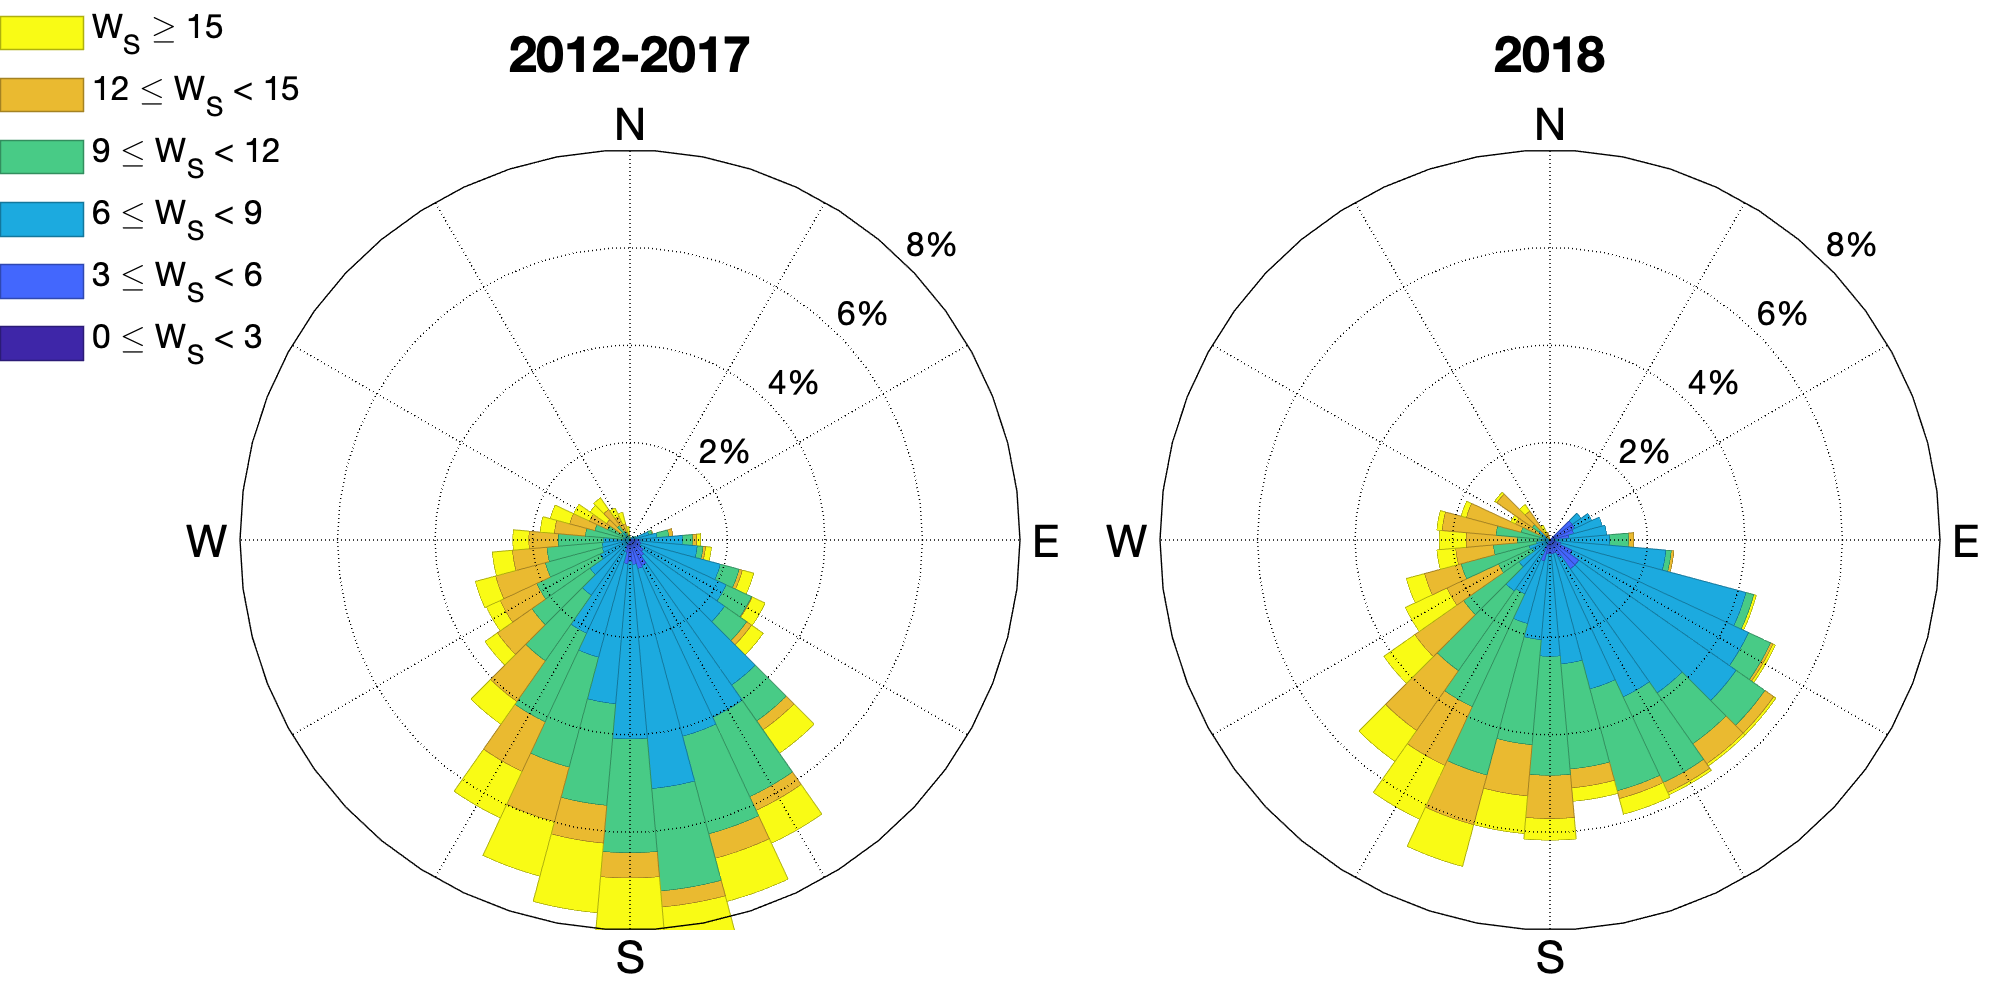 W_S ≥ 15
12 ≤ W_S < 15
9 ≤ W_S < 12
6 ≤ W_S < 9
3 ≤ W_S < 6
0 ≤ W_S < 3
2012-2017
N
8%
6%
4%
2%
W
E
S
2018
N
8%
6%
4%
2%
W
E
S